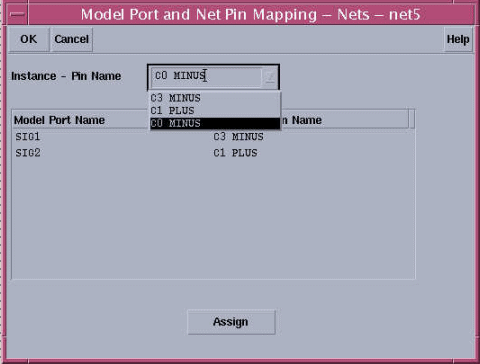 Model Port and Net Pin Mapping – Nets – net5
OK Cancel Help
Instance - Pin Name C0 MINUS
C3 MINUS
C1 PLUS
C0 MINUS
Model Port Name n Name
SIG1 C3 MINUS
SIG2 C1 PLUS
Assign